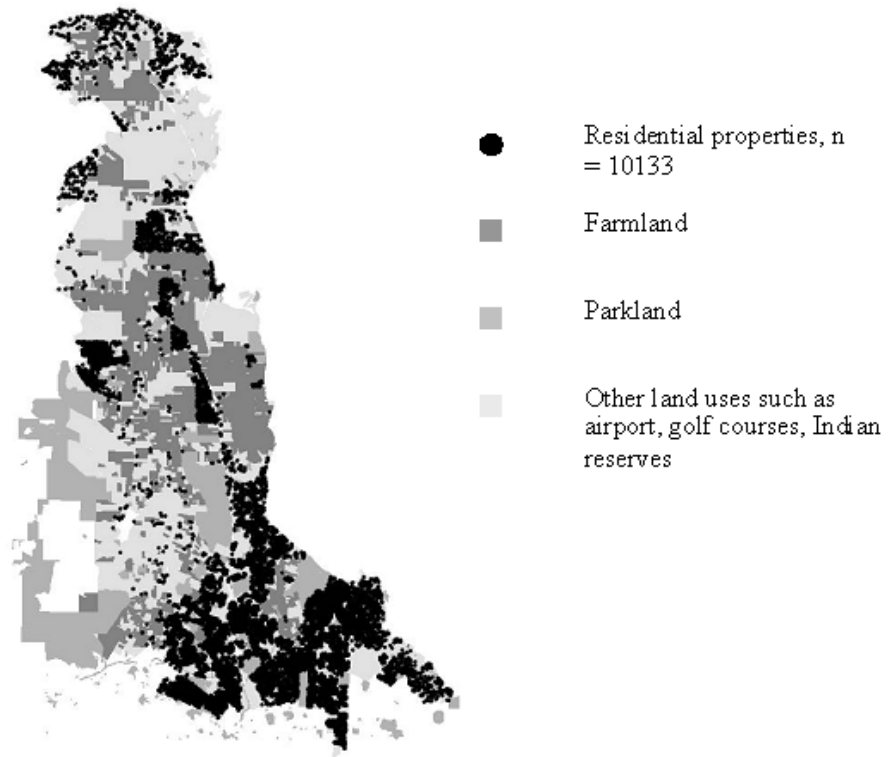 Residential properties, n
= 10133
Farmland
Parkland
Other land uses such as
airport, golf courses, Indian
reserves